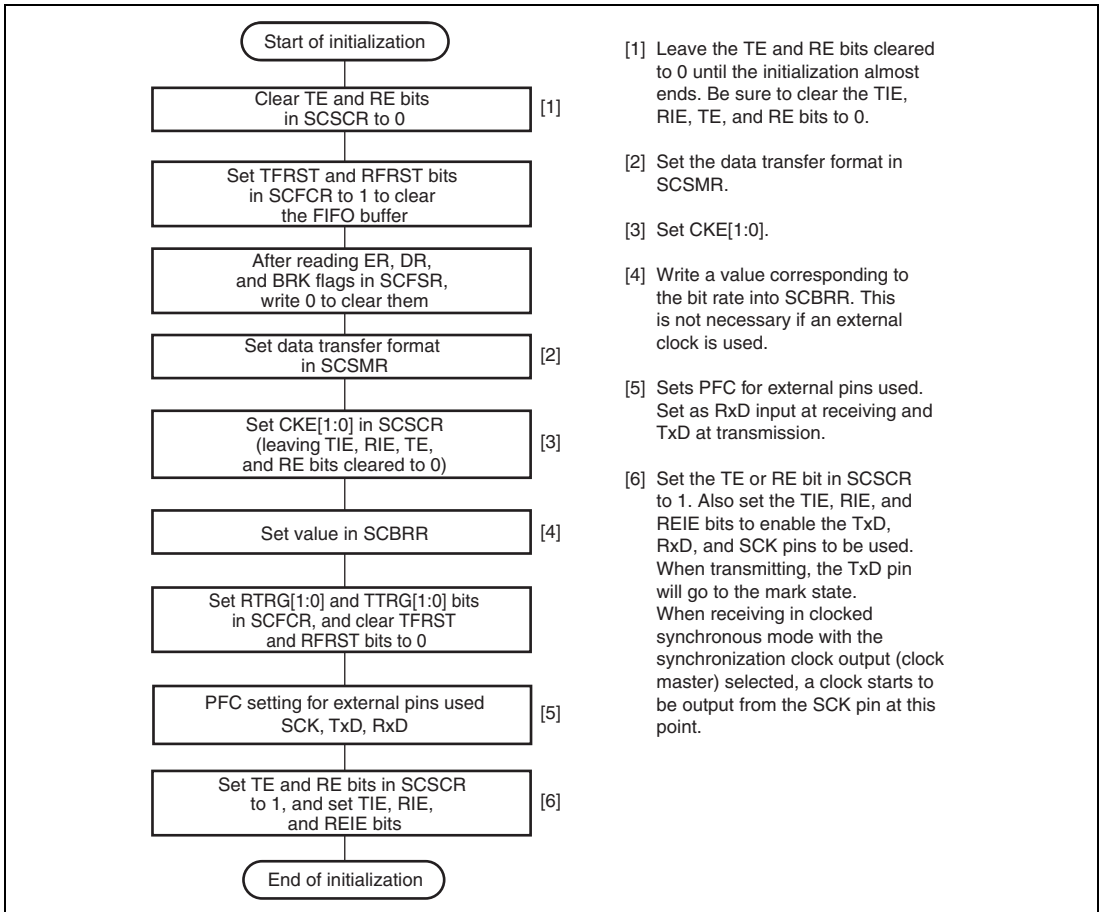 Start of initialization
Clear TE and RE bits
in SCSCR to 0
[1]
Set TFRST and RFRST bits
in SCFCR to 1 to clear
the FIFO buffer
After reading ER, DR,
and BRK flags in SCFSR,
write 0 to clear them
Set data transfer format
in SCSMR
[2]
Set CKE[1:0] in SCSCR
(leaving TIE, RIE, TE,
and RE bits cleared to 0)
[3]
Set value in SCBRR
[4]
Set RTRG[1:0] and TTRG[1:0] bits
in SCFCR, and clear TFRST
and RFRST bits to 0
PFC setting for external pins used
SCK, TxD, RxD
[5]
Set TE and RE bits in SCSCR
to 1, and set TIE, RIE,
and REIE bits
[6]
End of initialization
[1] Leave the TE and RE bits cleared
to 0 until the initialization almost
ends. Be sure to clear the TIE,
RIE, TE, and RE bits to 0.
[2] Set the data transfer format in
SCSMR.
[3] Set CKE[1:0].
[4] Write a value corresponding to
the bit rate into SCBRR. This
is not necessary if an external
clock is used.
[5] Sets PFC for external pins used.
Set as RxD input at receiving and
TxD at transmission.
[6] Set the TE or RE bit in SCSCR
to 1. Also set the TIE, RIE, and
REIE bits to enable the TxD,
RxD, and SCK pins to be used.
When transmitting, the TxD pin
will go to the mark state.
When receiving in clocked
synchronous mode with the
synchronization clock output (clock
master) selected, a clock starts to
be output from the SCK pin at this
point.